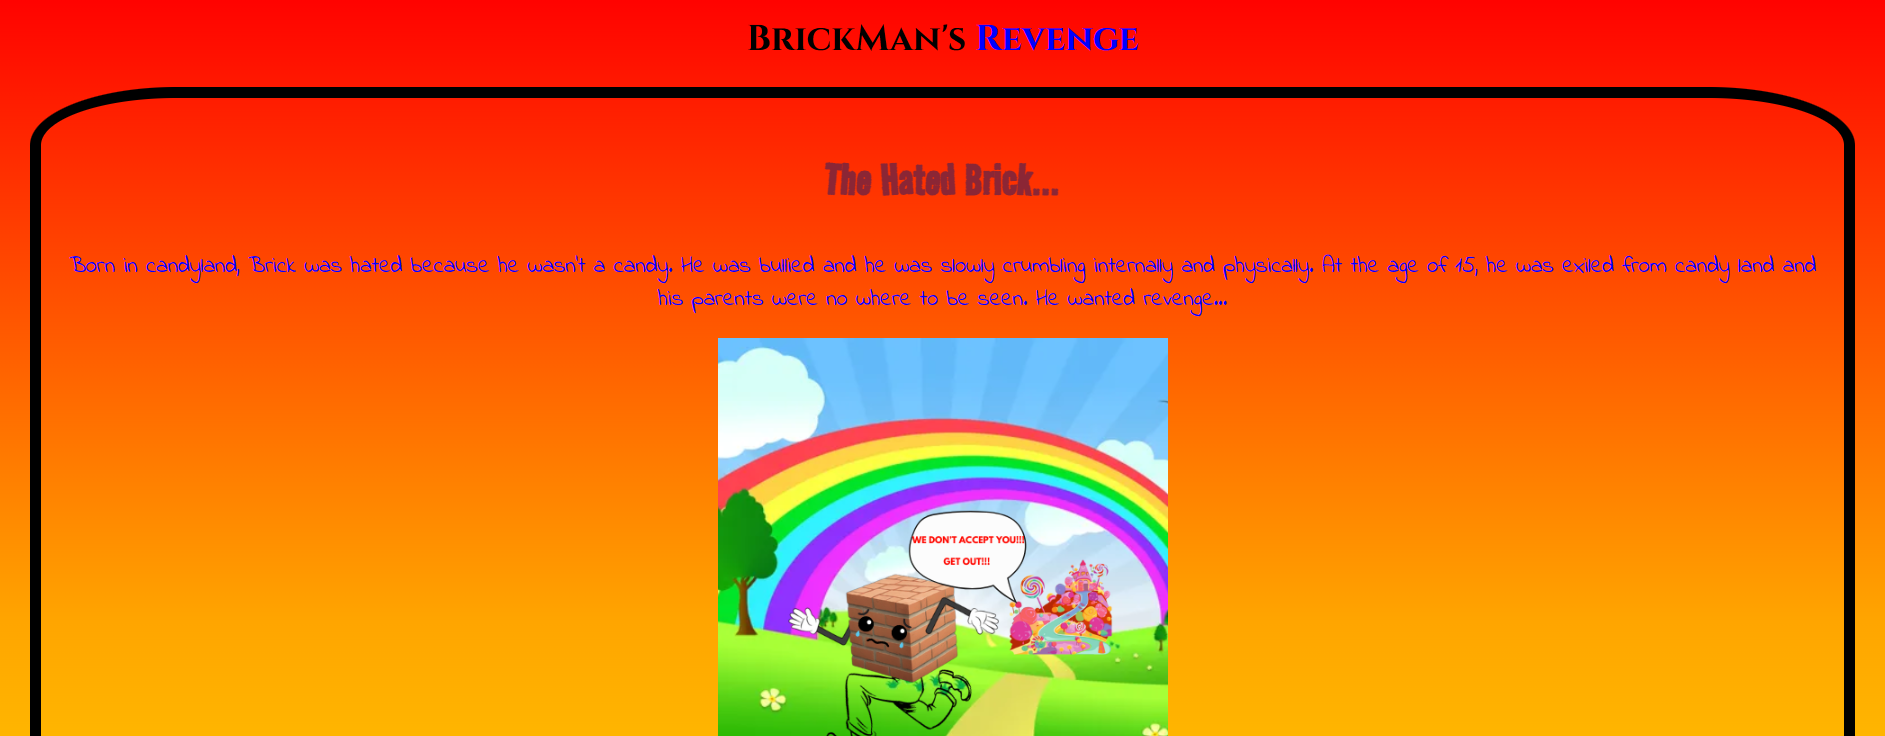 BrickMan's Revenge
The Hated Brick...
Born in candyland, Brick was hated because he wasn't a candy. He was bullied and he was slowly crumbling internally and physically. At the age of 15, he was exiled from candy land and
his parents were no where to be seen. He wanted revenge...
WE DON'T ACCEPT YOU!!!
GET OUT!!!